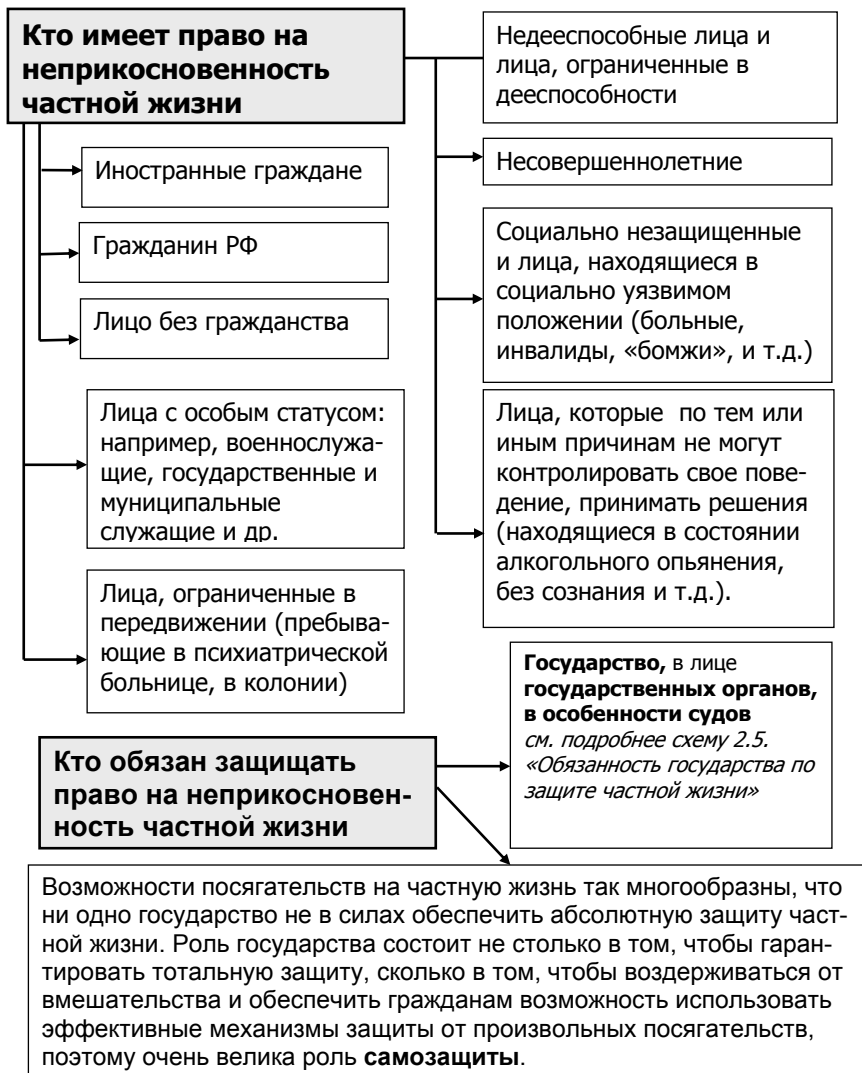 Кто имеет право на
неприкосновенность
частной жизни
Иностранные граждане
Гражданин РФ
Лицо без гражданства
Лица с особым статусом:
например, военнослужа-
щие, государственные и
муниципальные
служащие и др.
Лица, ограниченные в
передвижении (пребыва-
ющие в психиатрической
больнице, в колонии)
Недееспособные лица и
лица, ограниченные в
дееспособности
Несовершеннолетние
Социально незащищенные
и лица, находящиеся в
социально уязвимом
положении (больные,
инвалиды, «бомжи», и т.д.)
Лица, которые по тем или
иным причинам не могут
контролировать свое пове-
дение, принимать решения
(находящиеся в состоянии
алкогольного опьянения,
без сознания и т.д.).
Кто обязан защищать
право на неприкосновен-
ность частной жизни
Государство, в лице
государственных органов,
в особенности судов
см. подробнее схему 2.5.
«Обязанность государства по
защите частной жизни»
Возможности посягательств на частную жизнь так многообразны, что
ни одно государство не в силах обеспечить абсолютную защиту част-
ной жизни. Роль государства состоит не столько в том, чтобы гаран-
тировать тотальную защиту, сколько в том, чтобы воздерживаться от
вмешательства и обеспечить гражданам возможность использовать
эффективные механизмы защиты от произвольных посягательств,
поэтому очень велика роль самозащиты.